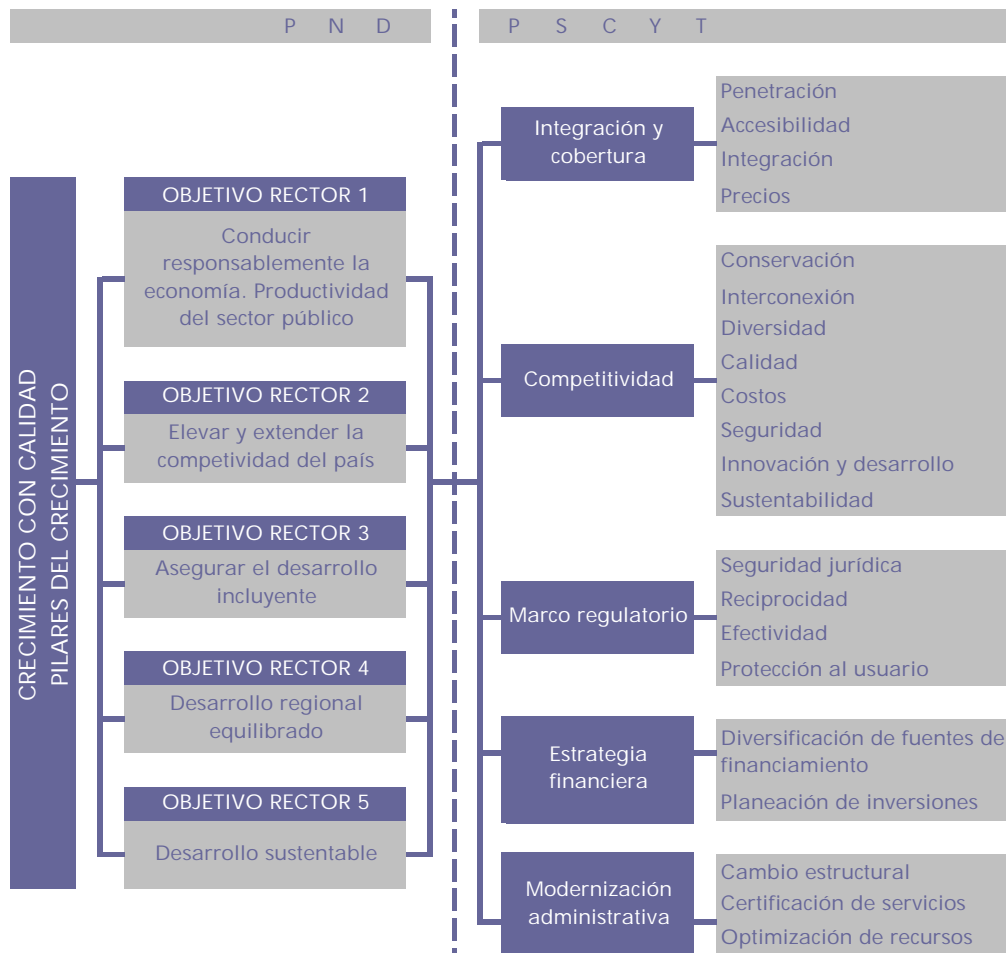 P N D
CRECIMIENTO CON CALIDAD
PILARES DEL CRECIMIENTO
OBJETIVO RECTOR 1
Conducir
responsablemente la
economía. Productividad
del sector público
OBJETIVO RECTOR 2
Elevar y extender la
competividad del país
OBJETIVO RECTOR 3
Asegurar el desarrollo
incluyente
OBJETIVO RECTOR 4
Desarrollo regional
equilibrado
OBJETIVO RECTOR 5
Desarrollo sustentable
P S C Y T
Integración y
cobertura
Penetración
Accesibilidad
Integración
Precios
Competitividad
Conservación
Interconexión
Diversidad
Calidad
Costos
Seguridad
Innovación y desarrollo
Sustentabilidad
Marco regulatorio
Seguridad jurídica
Reciprocidad
Efectividad
Protección al usuario
Estrategia
financiera
Diversificación de fuentes de
financiamiento
Planeación de inversiones
Modernización
administrativa
Cambio estructural
Certificación de servicios
Optimización de recursos